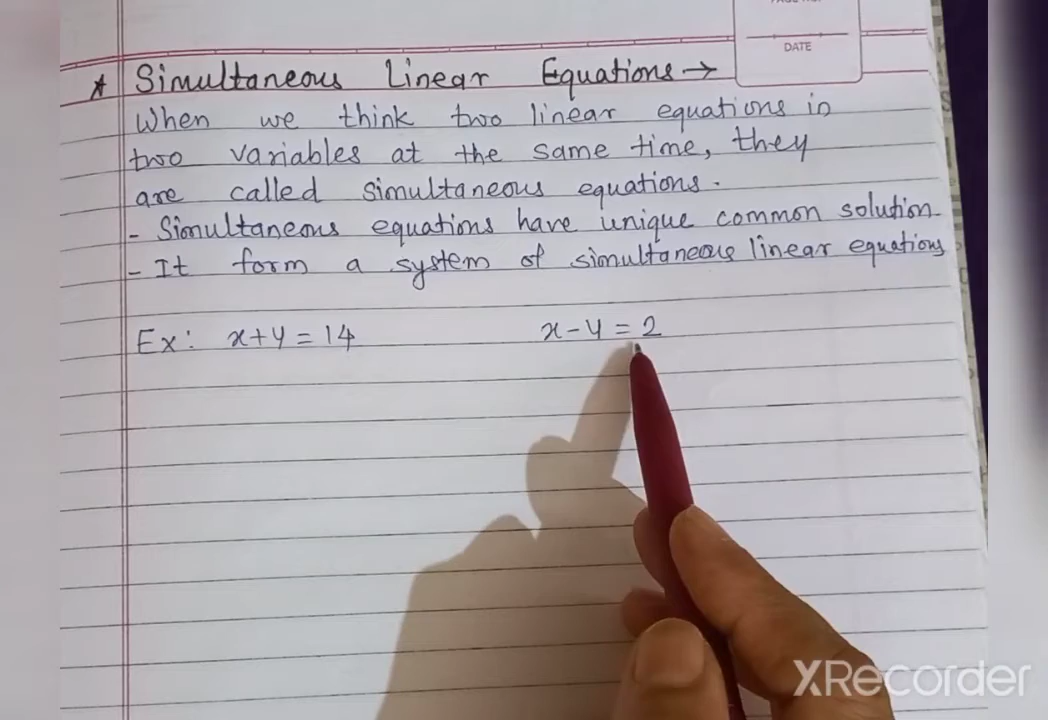 DATE
* Simultaneous Linear Equations →
When we think two linear equations in
two variables at the same time, they
are called simultaneous equations.
- Simultaneous equations have unique common solution
- It form a system of simultaneous linear equations
Ex: x+y=14 x-y=2
XRecorder